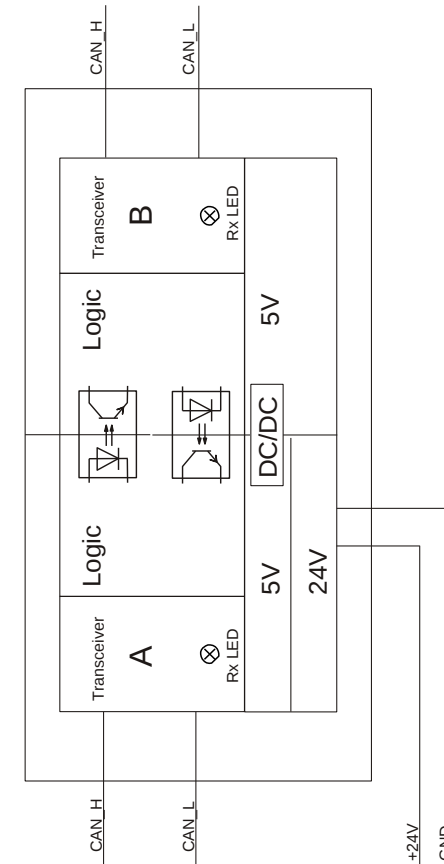 CAN_H
CAN_L
Transceiver
B
Rx LED
Logic
5V
DC/DC
Logic
5V
24V
Transceiver
A
Rx LED
CAN_H
CAN_L
+24V
GND